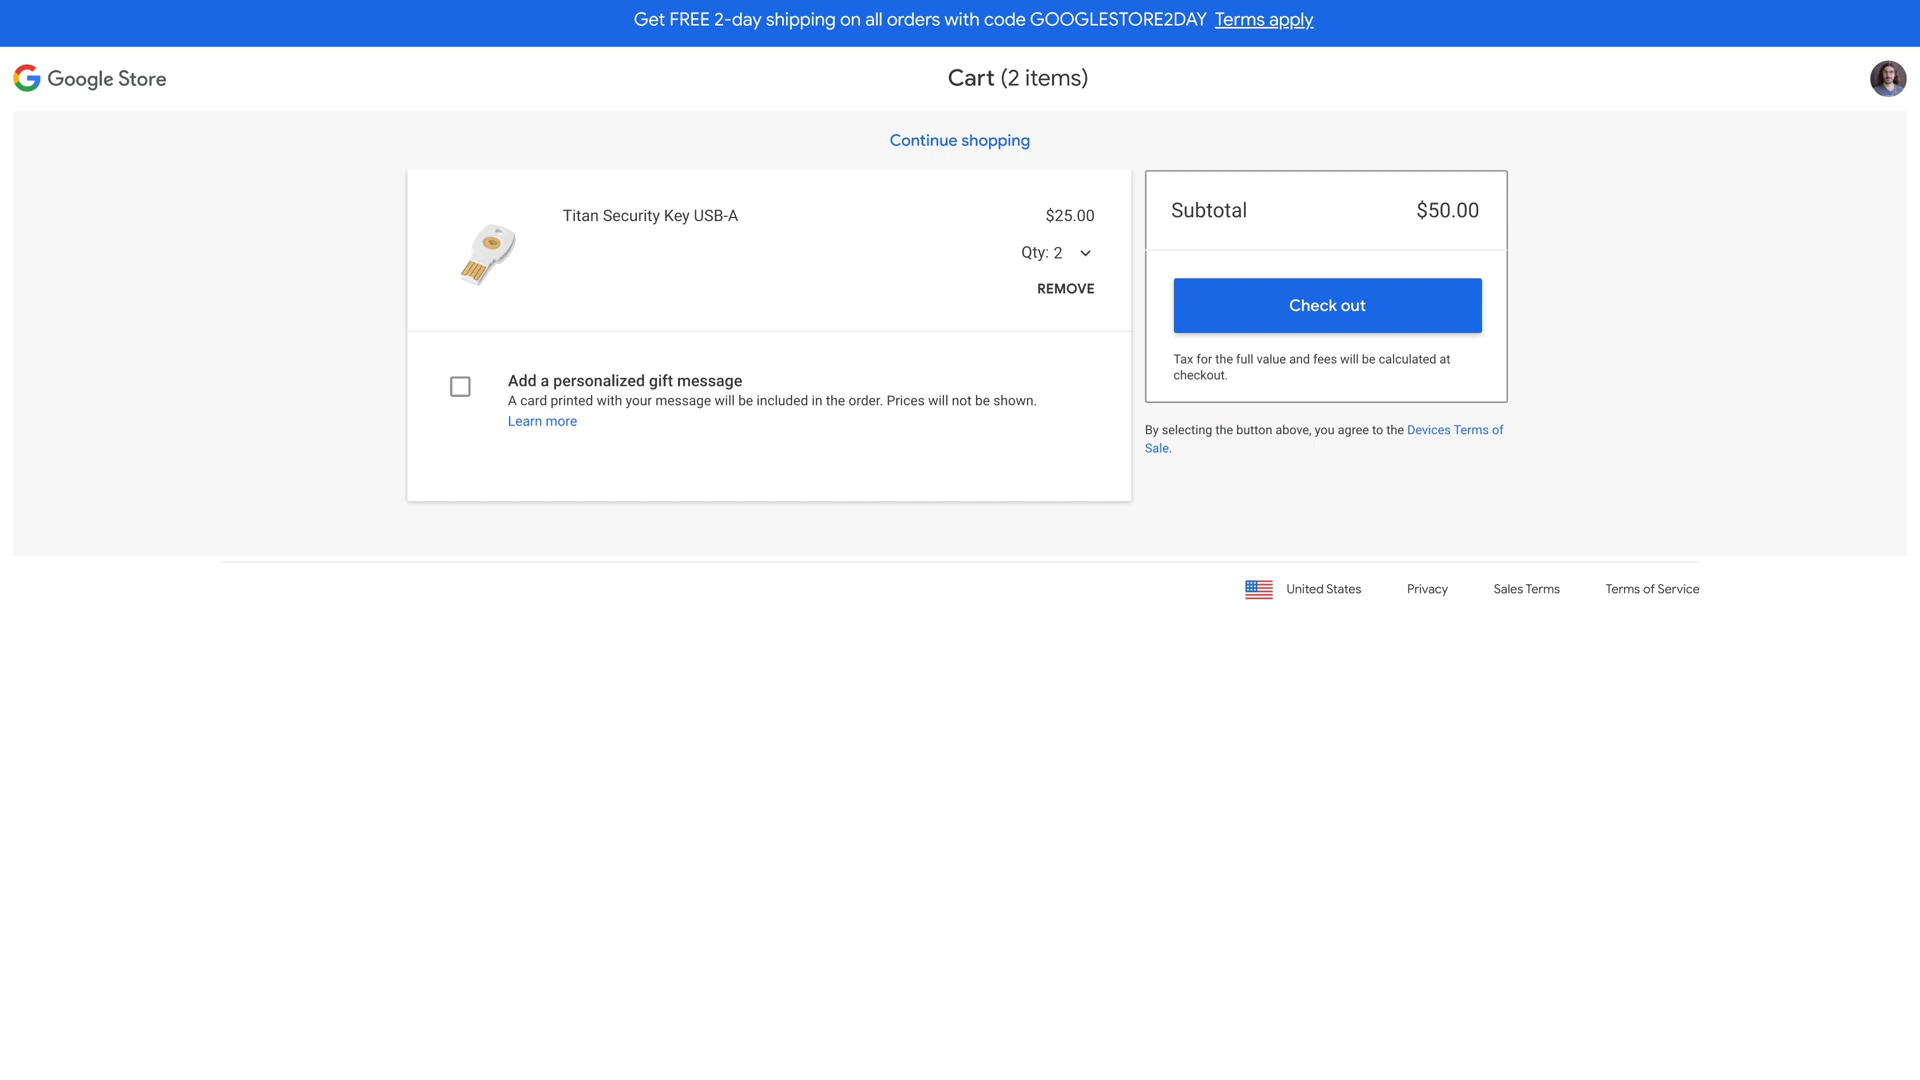 Get FREE 2-day shipping on all orders with code GOOGLESTORE2DAY Terms apply
Google Store
Cart (2 items)
Continue shopping
Titan Security Key USB-A
$25.00
Qty: 2
REMOVE
Add a personalized gift message
A card printed with your message will be included in the order. Prices will not be shown.
Learn more
Subtotal $50.00
Check out
Tax for the full value and fees will be calculated at
checkout.
By selecting the button above, you agree to the Devices Terms of
Sale.
United States Privacy Sales Terms Terms of Service